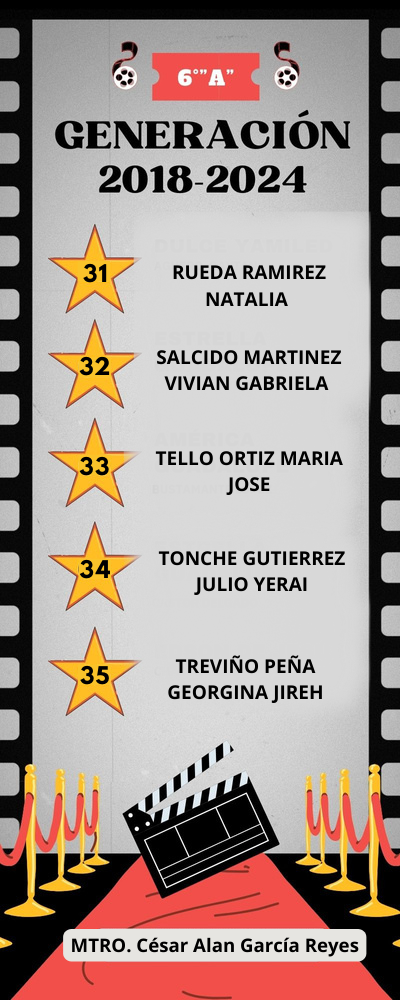 6°"A"
GENERACIÓN
2018-2024
31
RUEDA RAMIREZ
NATALIA
32
SALCIDO MARTINEZ
VIVIAN GABRIELA
33
TELLO ORTIZ MARIA
JOSE
34
TONCHE GUTIERREZ
JULIO YERAI
35
TREVIÑO PEÑA
GEORGINA JIREH
MTRO. César Alan García Reyes